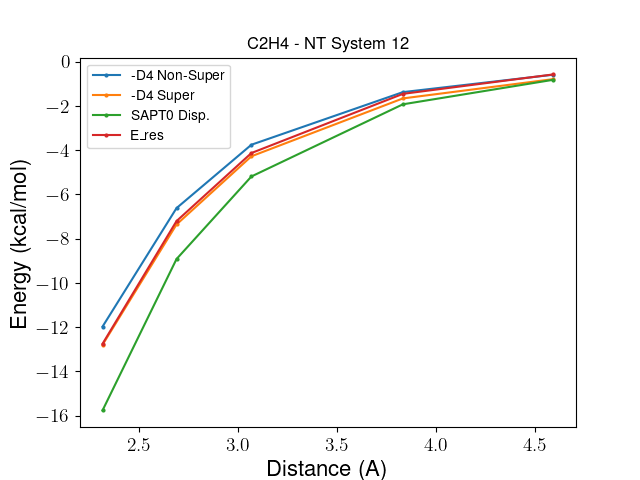 C2H4 - NT System 12
-D4 Non-Super
-D4 Super
SAPT0 Disp.
E_res
Energy (kcal/mol)
0
−2
−4
−6
−8
−10
−12
−14
−16
2.5 3.0 3.5 4.0 4.5
Distance (A)